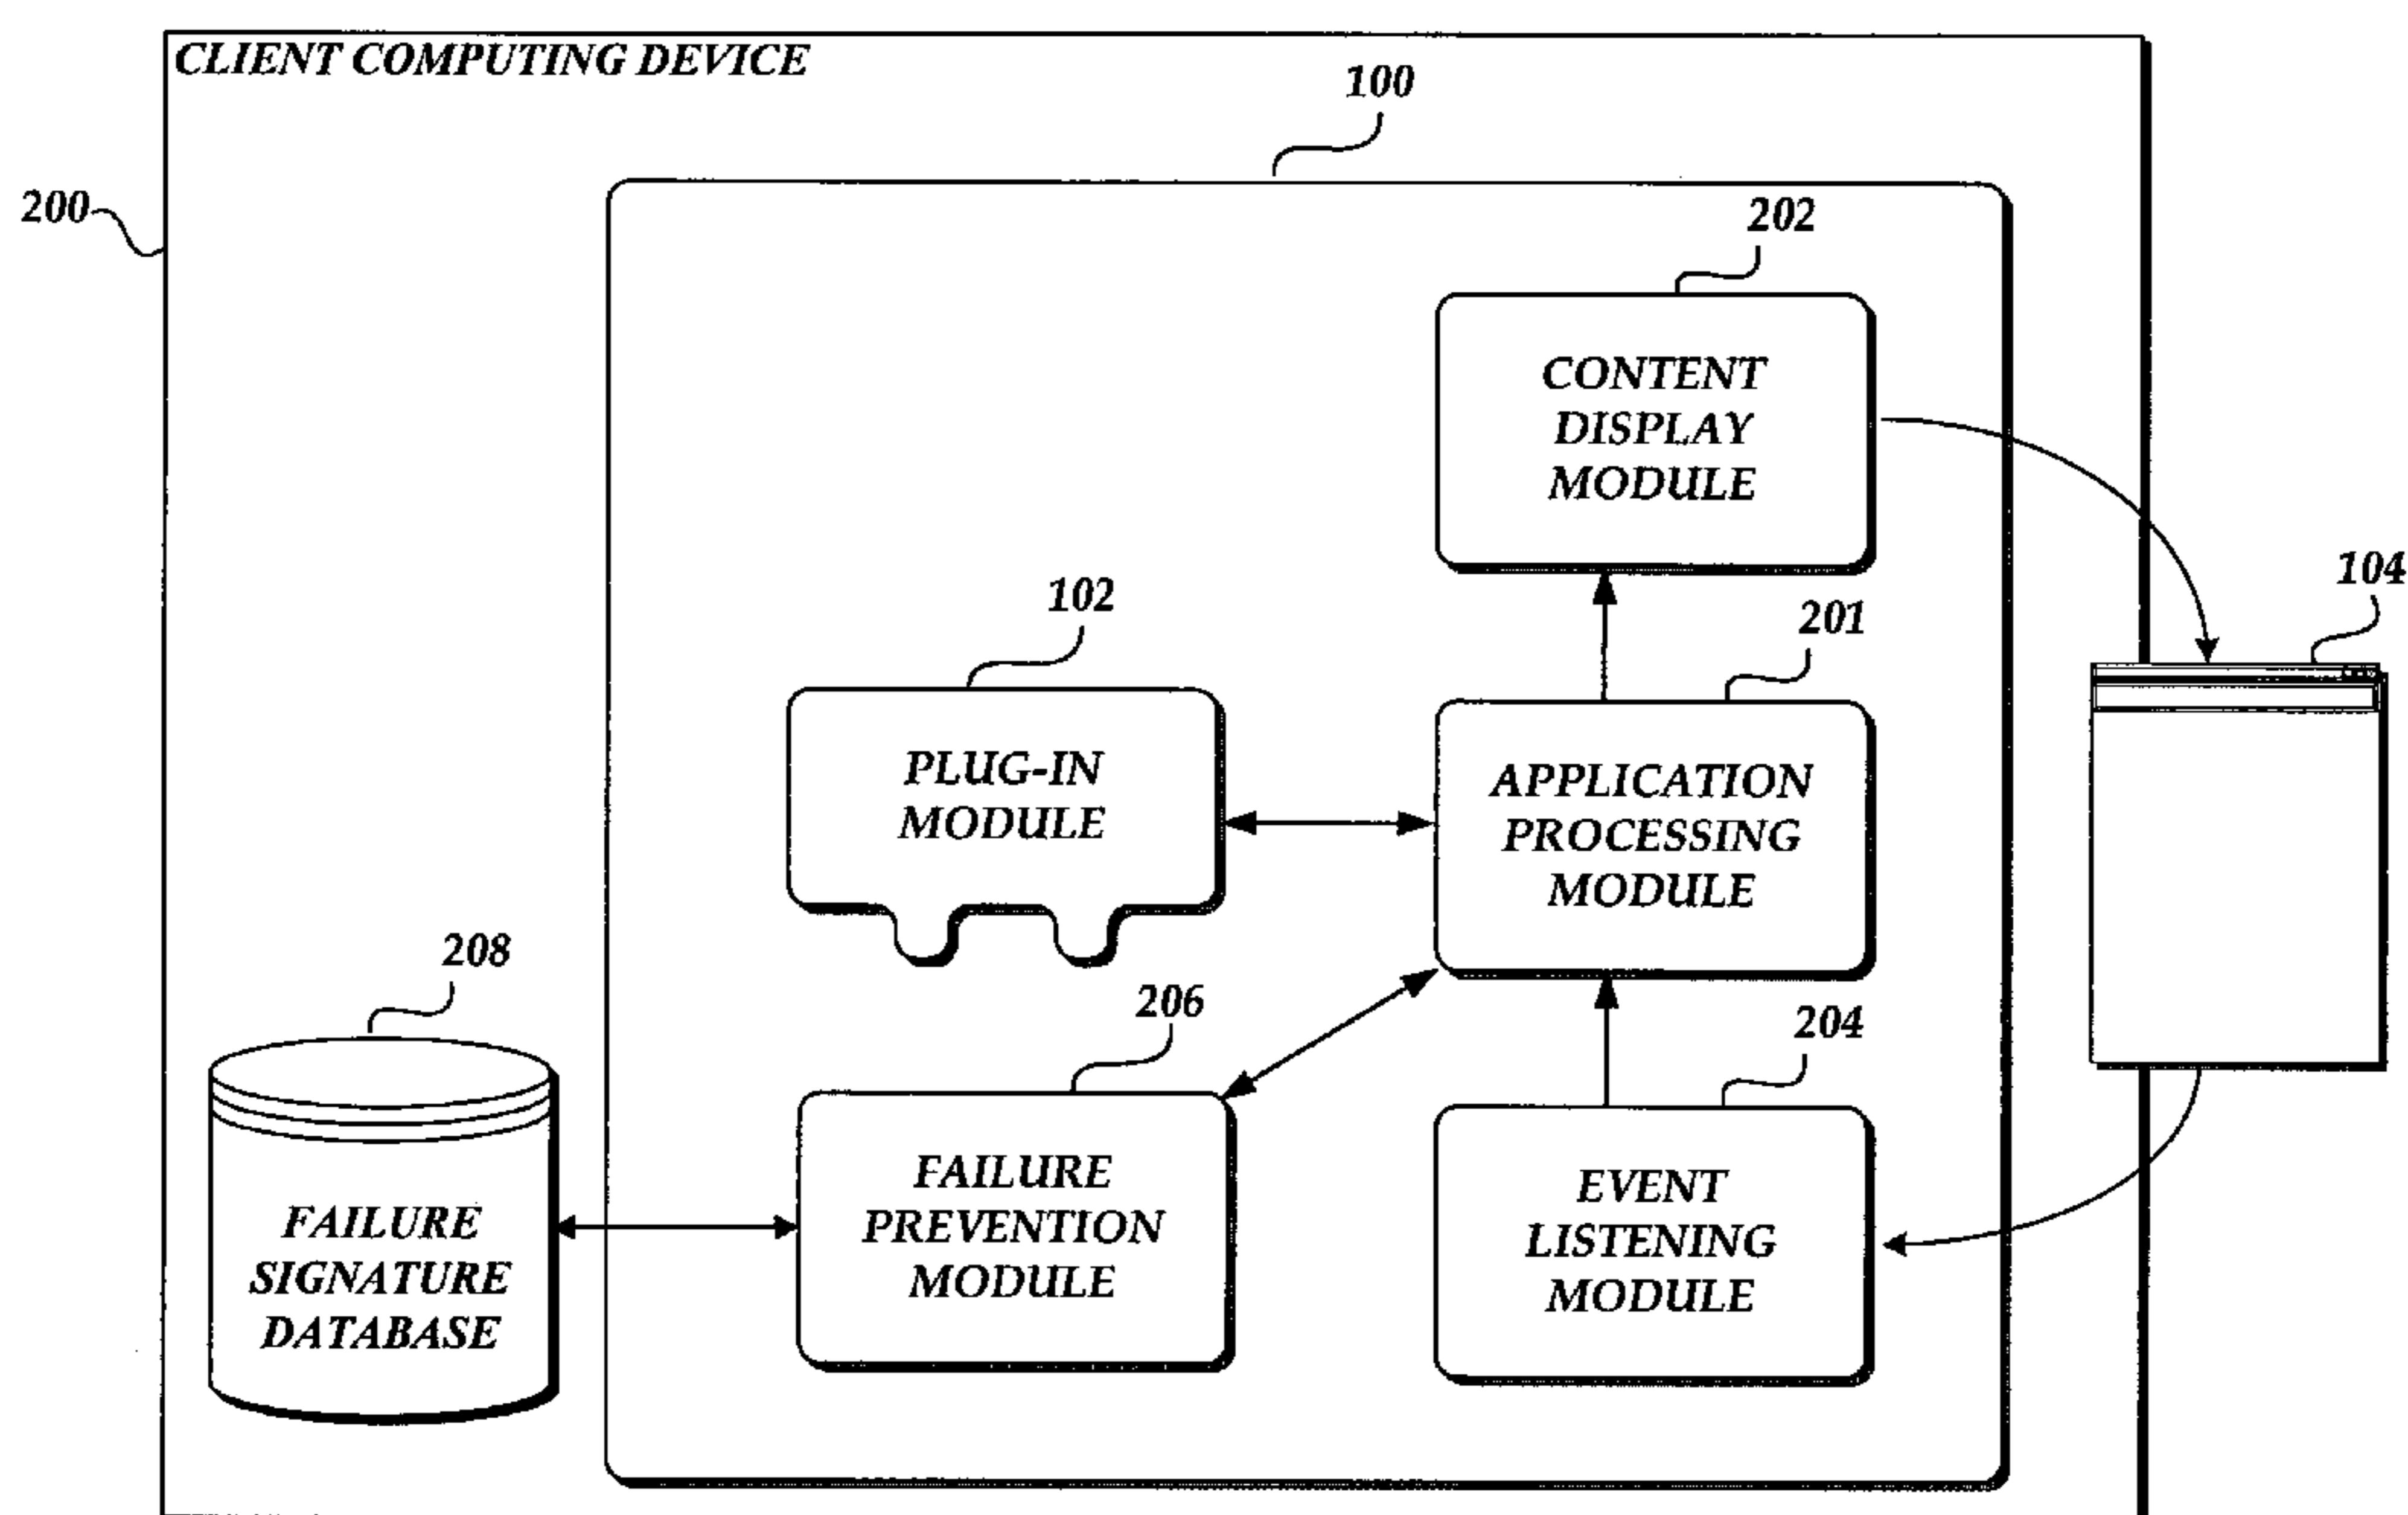 CLIENT COMPUTING DEVICE
100
200
202
CONTENT
DISPLAY
MODULE
104
102
201
PLUG-IN
MODULE
APPLICATION
PROCESSING
MODULE
208
206
204
FAILURE
SIGNATURE
DATABASE
FAILURE
PREVENTION
MODULE
EVENT
LISTENING
MODULE